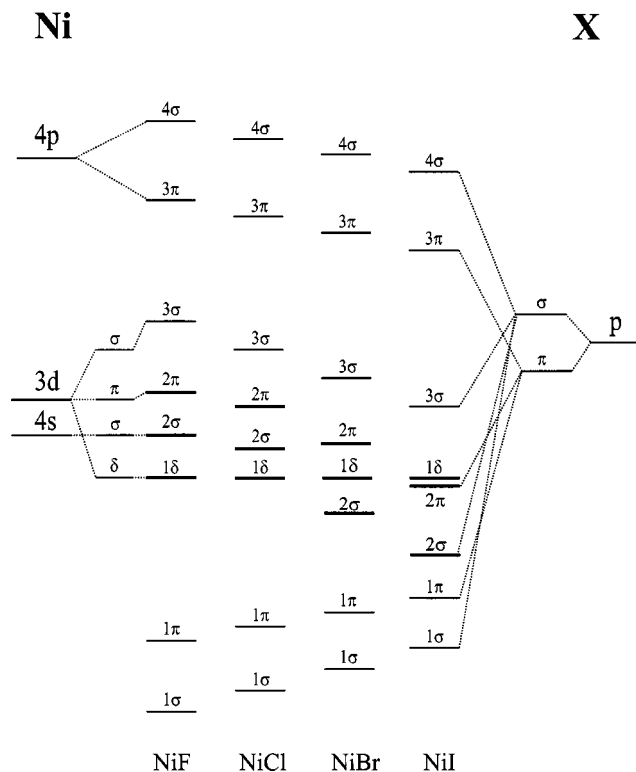 Ni X
4σ
4p 4σ
4σ
4σ
3π
3π
3π
3π
3σ σ
p
σ 3σ
π
3σ
3d π 2π
2π 3σ
4s σ 2σ 2σ 2π
δ 1δ 1δ 1δ 1δ
2π
2σ
2σ
1π
1π 1π
1π
1σ
1σ
1σ
1σ
NiF NiCl NiBr NiI